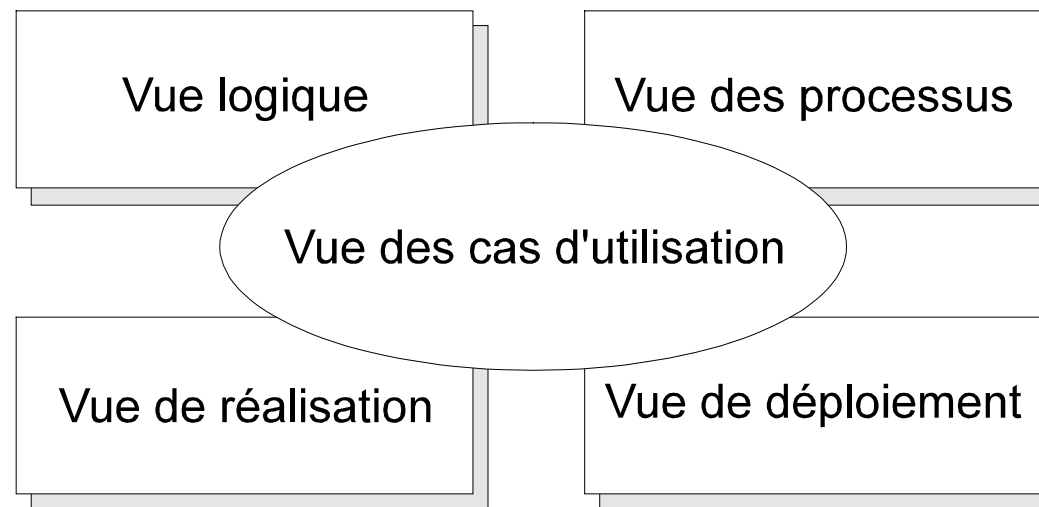 Vue logique
Vue des processus
Vue des cas d'utilisation
Vue de réalisation
Vue de déploiement